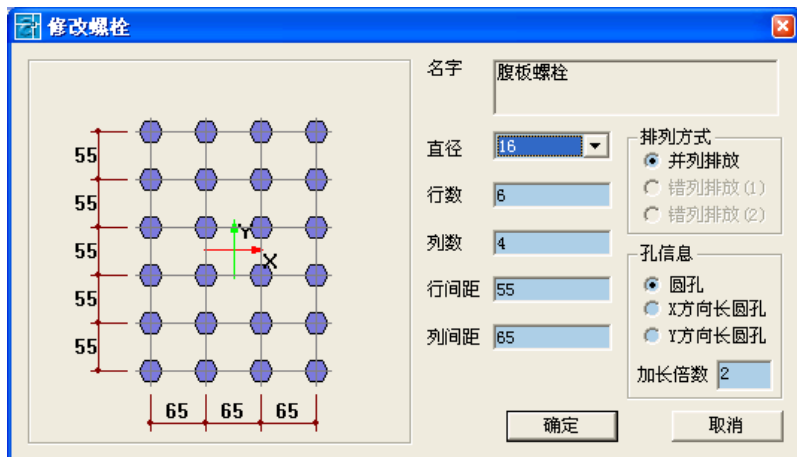 修改螺栓
55
55
55
55
55
Y
X
65 65 65
名字 腹板螺栓
直径 16
行数 6
列数 4
行间距 55
列间距 65
排列方式
并列排放
错列排放(1)
错列排放(2)
孔信息
圆孔
X方向长圆孔
Y方向长圆孔
加长倍数 2
确定 取消